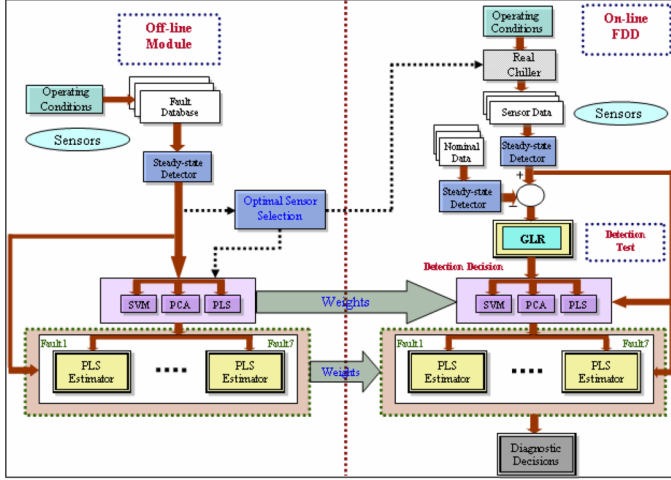 Off-line
Module
Operating
Conditions
Fault
Database
Sensors
Steady-state
Detector
Optimal Sensor
Selection
SVM
PCA
PLS
Fault1
Fault7
PLS
Estimator
PLS
Estimator
Weights
Weights
Operating
Conditions
On-line
FDD
Real
Chiller
Sensor Data
Sensors
Nominal
Data
Steady-state
Detector
Steady-state
Detector
+
−
GLR
Detection
Test
Detection Decision
SVM
PCA
PLS
Fault1
Fault7
PLS
Estimator
PLS
Estimator
Diagnostic
Decisions